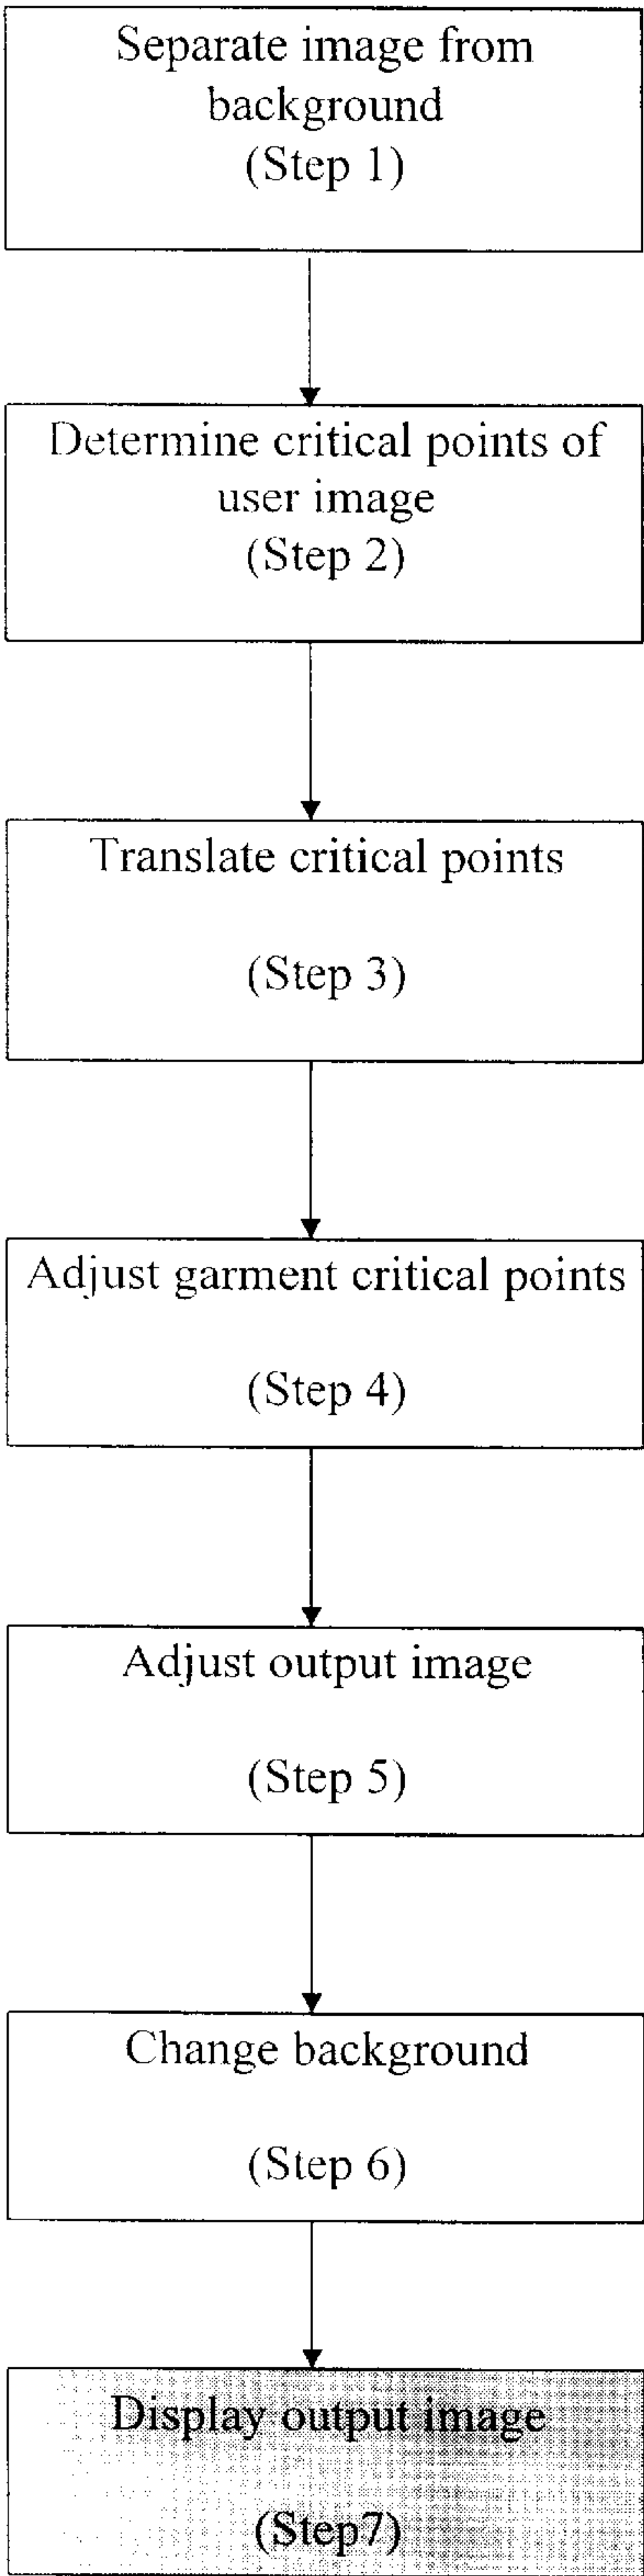 Separate image from
background
(Step 1)
Determine critical points of
user image
(Step 2)
Translate critical points
(Step 3)
Adjust garment critical points
(Step 4)
Adjust output image
(Step 5)
Change background
(Step 6)
Display output image
(Step7)